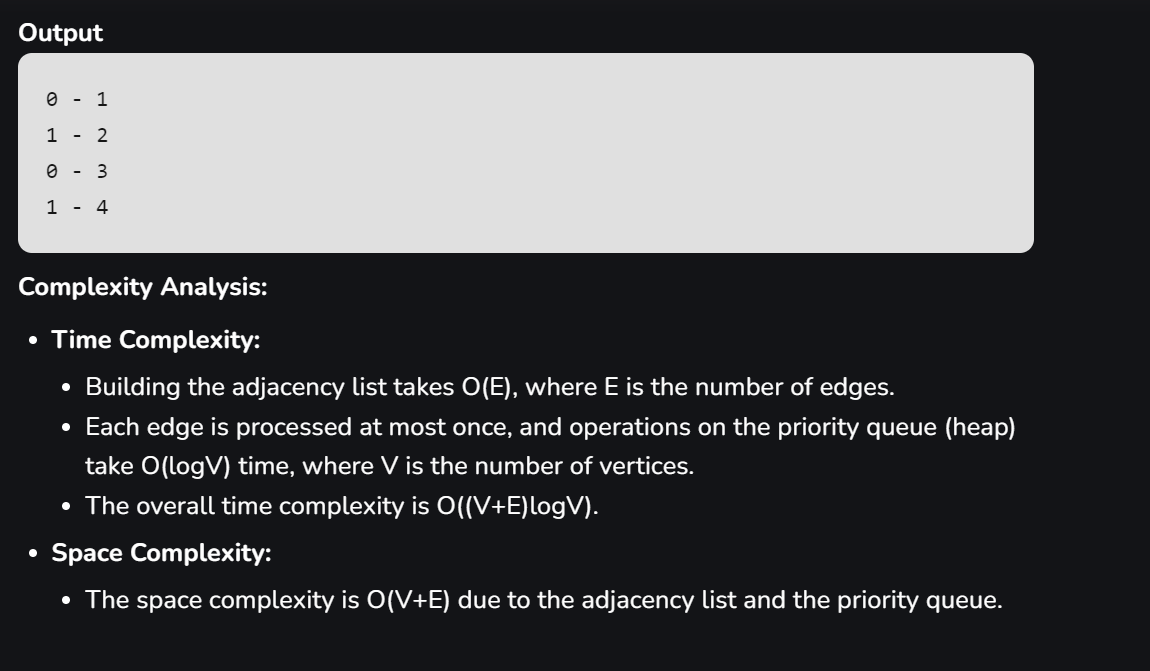 Output
0 - 1
1 - 2
0 - 3
1 - 4
Complexity Analysis:
• Time Complexity:
• Building the adjacency list takes O(E), where E is the number of edges.
• Each edge is processed at most once, and operations on the priority queue (heap)
take O(logV) time, where V is the number of vertices.
• The overall time complexity is O((V+E)logV).
• Space Complexity:
• The space complexity is O(V+E) due to the adjacency list and the priority queue.